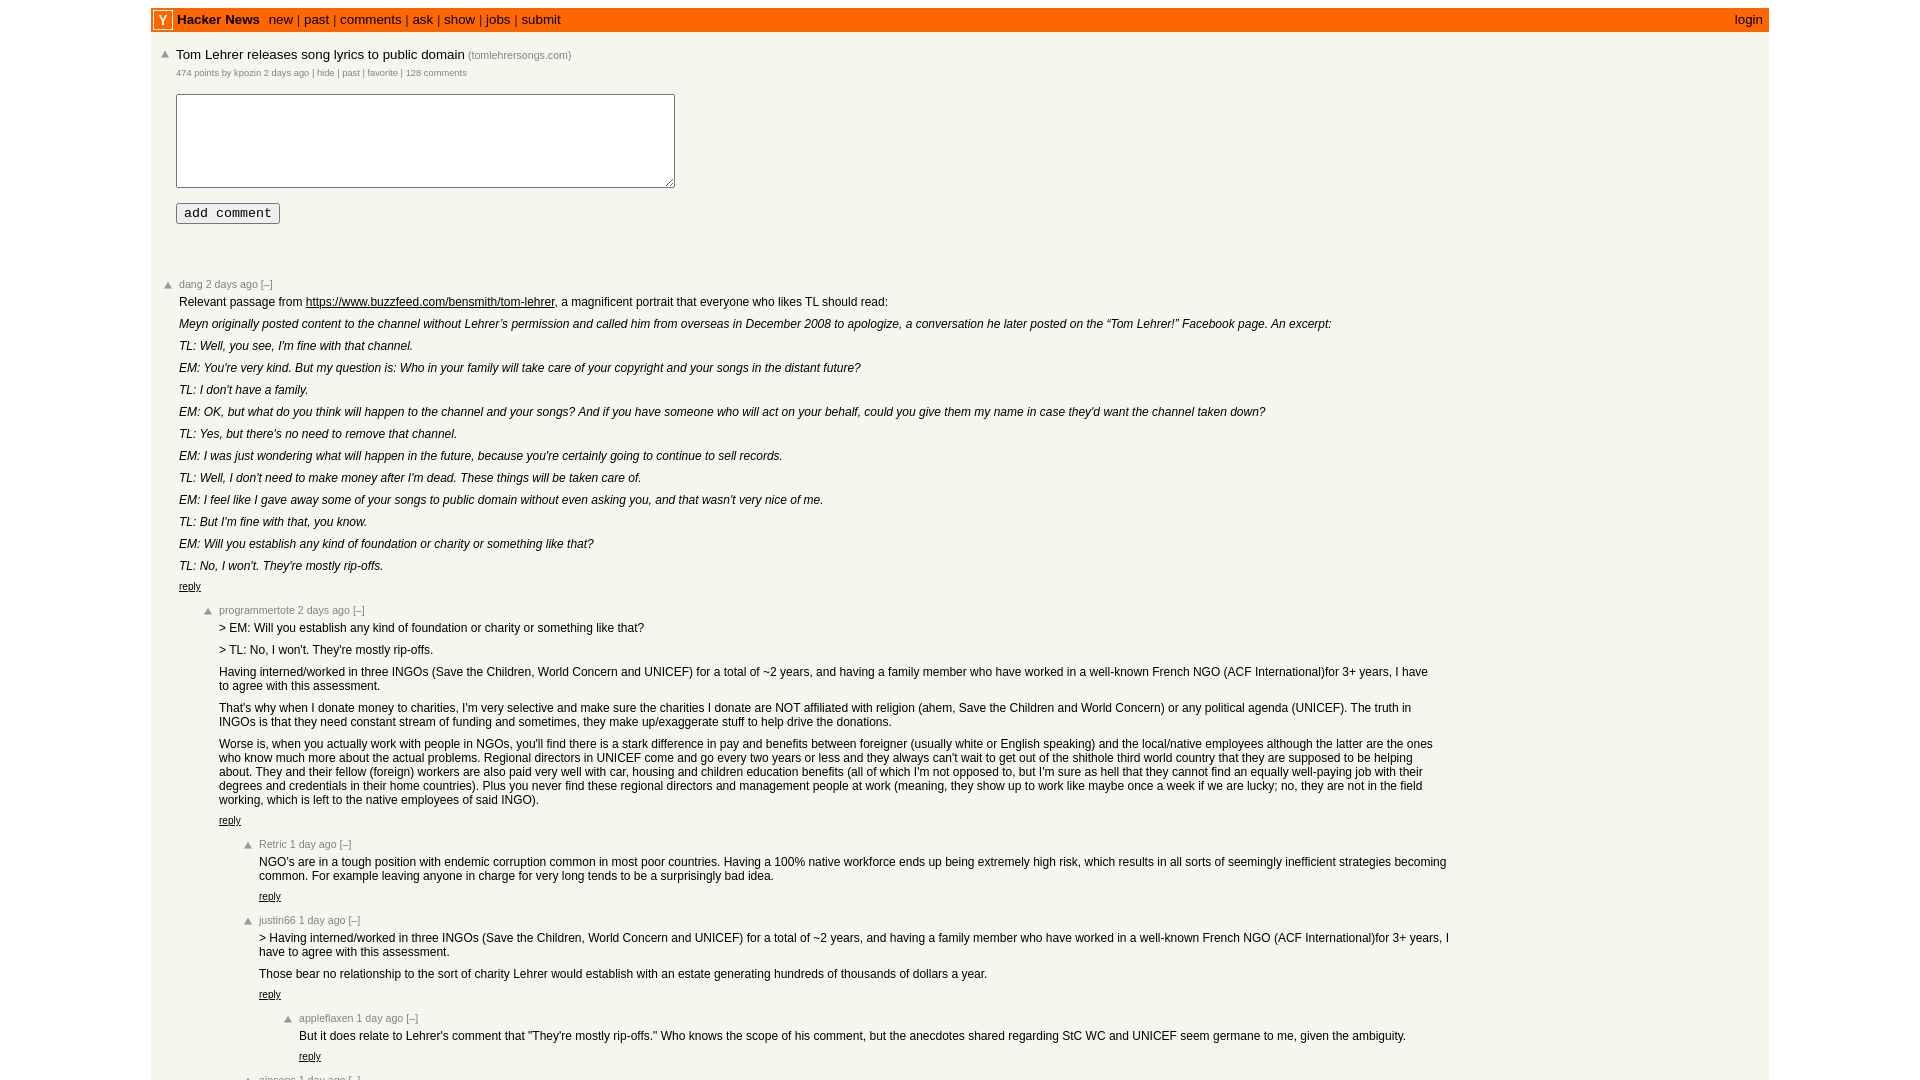 Y Hacker News new | past | comments | ask | show | jobs | submit login
Tom Lehrer releases song lyrics to public domain (tomlehrersongs.com)
474 points by kpozin 2 days ago | hide | past | favorite | 128 comments
add comment
dang 2 days ago [–]
Relevant passage from https://www.buzzfeed.com/bensmith/tom-lehrer, a magnificent portrait that everyone who likes TL should read:
Meyn originally posted content to the channel without Lehrer’s permission and called him from overseas in December 2008 to apologize, a conversation he later posted on the “Tom Lehrer!” Facebook page. An excerpt:
TL: Well, you see, I'm fine with that channel.
EM: You're very kind. But my question is: Who in your family will take care of your copyright and your songs in the distant future?
TL: I don't have a family.
EM: OK, but what do you think will happen to the channel and your songs? And if you have someone who will act on your behalf, could you give them my name in case they'd want the channel taken down?
TL: Yes, but there's no need to remove that channel.
EM: I was just wondering what will happen in the future, because you're certainly going to continue to sell records.
TL: Well, I don't need to make money after I'm dead. These things will be taken care of.
EM: I feel like I gave away some of your songs to public domain without even asking you, and that wasn't very nice of me.
TL: But I'm fine with that, you know.
EM: Will you establish any kind of foundation or charity or something like that?
TL: No, I won't. They're mostly rip-offs.
reply
programmertote 2 days ago [–]
> EM: Will you establish any kind of foundation or charity or something like that?
> TL: No, I won't. They're mostly rip-offs.
Having interned/worked in three INGOs (Save the Children, World Concern and UNICEF) for a total of ~2 years, and having a family member who have worked in a well-known French NGO (ACF International)for 3+ years, I have
to agree with this assessment.
That's why when I donate money to charities, I'm very selective and make sure the charities I donate are NOT affiliated with religion (ahem, Save the Children and World Concern) or any political agenda (UNICEF). The truth in
INGOs is that they need constant stream of funding and sometimes, they make up/exaggerate stuff to help drive the donations.
Worse is, when you actually work with people in NGOs, you'll find there is a stark difference in pay and benefits between foreigner (usually white or English speaking) and the local/native employees although the latter are the ones
who know much more about the actual problems. Regional directors in UNICEF come and go every two years or less and they always can't wait to get out of the shithole third world country that they are supposed to be helping
about. They and their fellow (foreign) workers are also paid very well with car, housing and children education benefits (all of which I'm not opposed to, but I'm sure as hell that they cannot find an equally well-paying job with their
degrees and credentials in their home countries). Plus you never find these regional directors and management people at work (meaning, they show up to work like maybe once a week if we are lucky; no, they are not in the field
working, which is left to the native employees of said INGO).
reply
Retric 1 day ago [–]
NGO's are in a tough position with endemic corruption common in most poor countries. Having a 100% native workforce ends up being extremely high risk, which results in all sorts of seemingly inefficient strategies becoming
common. For example leaving anyone in charge for very long tends to be a surprisingly bad idea.
reply
justin66 1 day ago [–]
> Having interned/worked in three INGOs (Save the Children, World Concern and UNICEF) for a total of ~2 years, and having a family member who have worked in a well-known French NGO (ACF International)for 3+ years, I
have to agree with this assessment.
Those bear no relationship to the sort of charity Lehrer would establish with an estate generating hundreds of thousands of dollars a year.
reply
appleflaxen 1 day ago [–]
But it does relate to Lehrer's comment that "They're mostly rip-offs." Who knows the scope of his comment, but the anecdotes shared regarding StC WC and UNICEF seem germane to me, given the ambiguity.
reply
1 day ago [–]